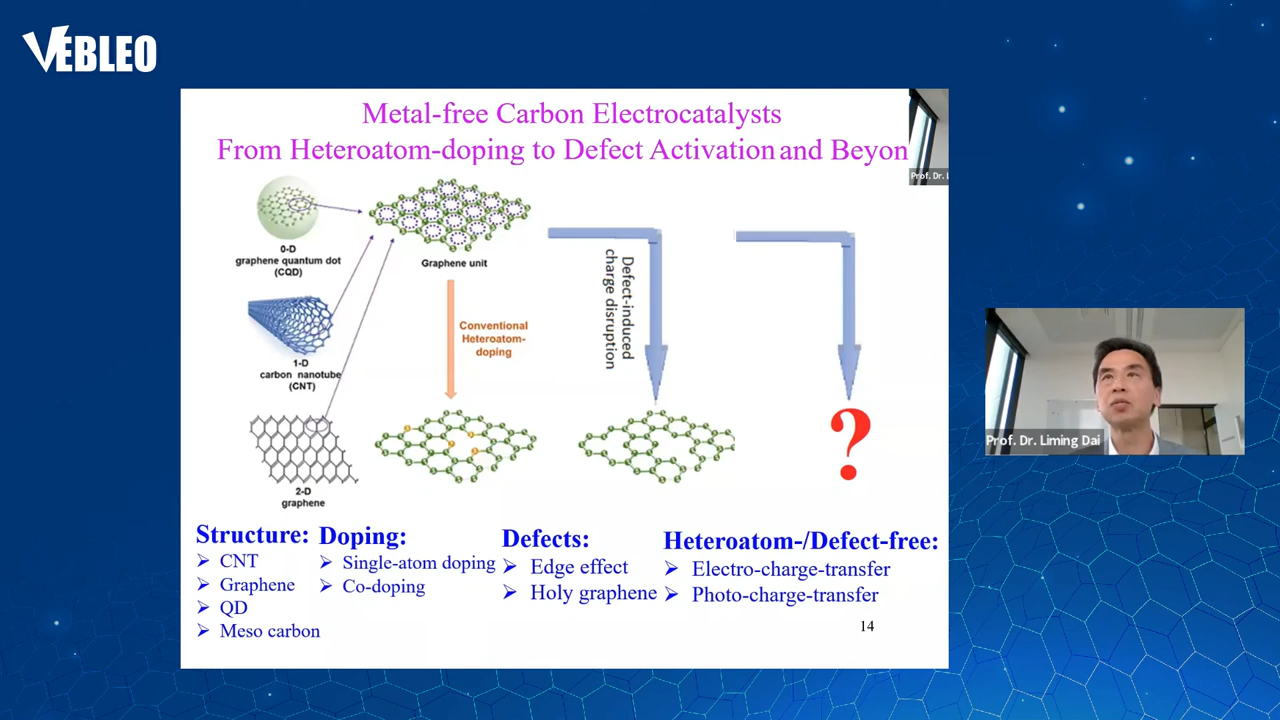 VEBLEO
Metal-free Carbon Electrocatalysts
From Heteroatom-doping to Defect Activation and Beyon
Prof. Dr. L
0-D
graphene quantum dot
(CQD)
Graphene unit
1-D
carbon nanotube
(CNT)
Conventional
Heteroatom-
doping
Defect-induced
charge disruption
?
2-D
graphene
Structure:
CNT
Graphene
QD
Meso carbon
Doping:
Single-atom doping
Co-doping
Defects:
Edge effect
Holy graphene
Heteroatom-/Defect-free:
Electro-charge-transfer
Photo-charge-transfer
14
Prof. Dr. Liming Dai